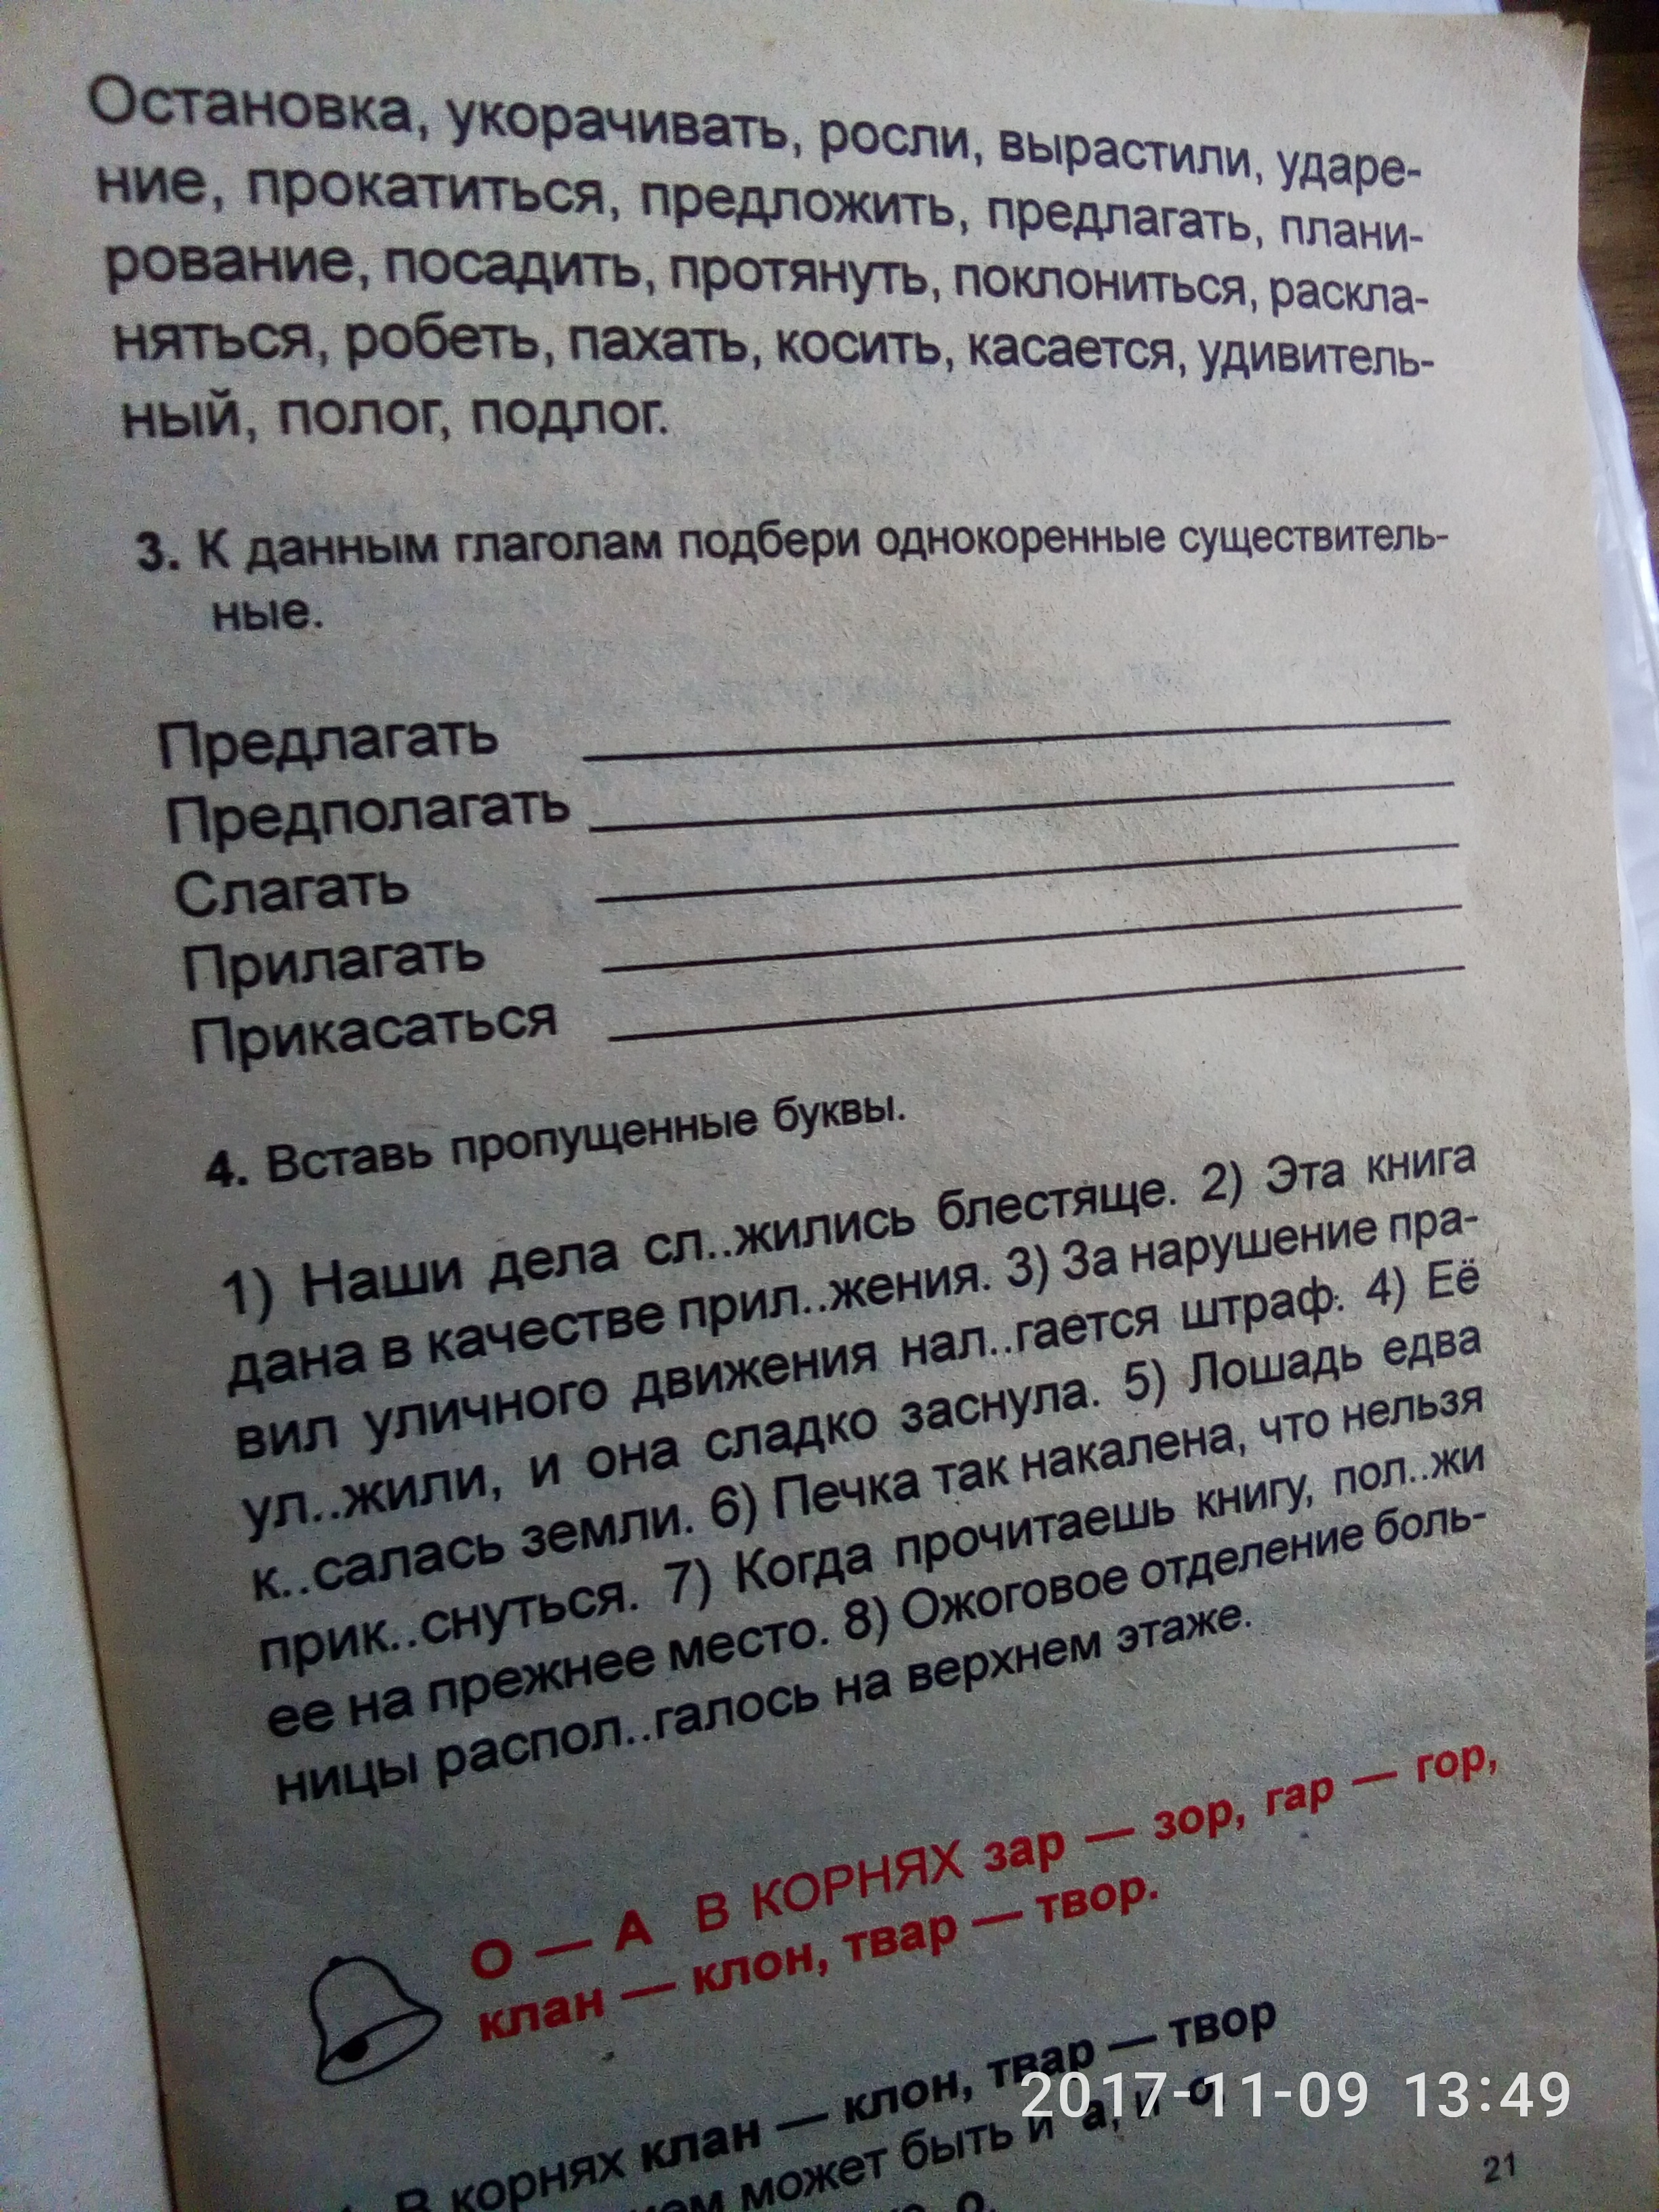 Остановка, укорачивать, росли, вырастили, ударе-
ние, прокатиться, предложить, предлагать, плани-
рование, посадить, протянуть, поклониться, раскла-
няться, робеть, пахать, косить, касается, удивитель-
ный, полог, подлог.
3. К данным глаголам подбери однокоренные существитель-
ные.
Предлагать
Предполагать
Слагать
Прилагать
Прикасаться
4. Вставь пропущенные буквы.
1) Наши дела сл..жились блестяще. 2) Эта книга
дана в качестве прил..жения. 3) За нарушение пра-
вил уличного движения нал..гается штраф. 4) Её
ул..жили, и она сладко заснула. 5) Лошадь едва
к..салась земли. 6) Печка так накалена, что нельзя
прик..снуться. 7) Когда прочитаешь книгу, пол..жи
ее на прежнее место. 8) Ожоговое отделение боль-
ницы распол..галось на верхнем этаже.
О — А В КОРНЯХ зар — зор, гар — гор,
клан — клон, твар — твор.
В корнях клан — клон, твар — твор
может быть и а, и о,
2017-11-09 13:49
21